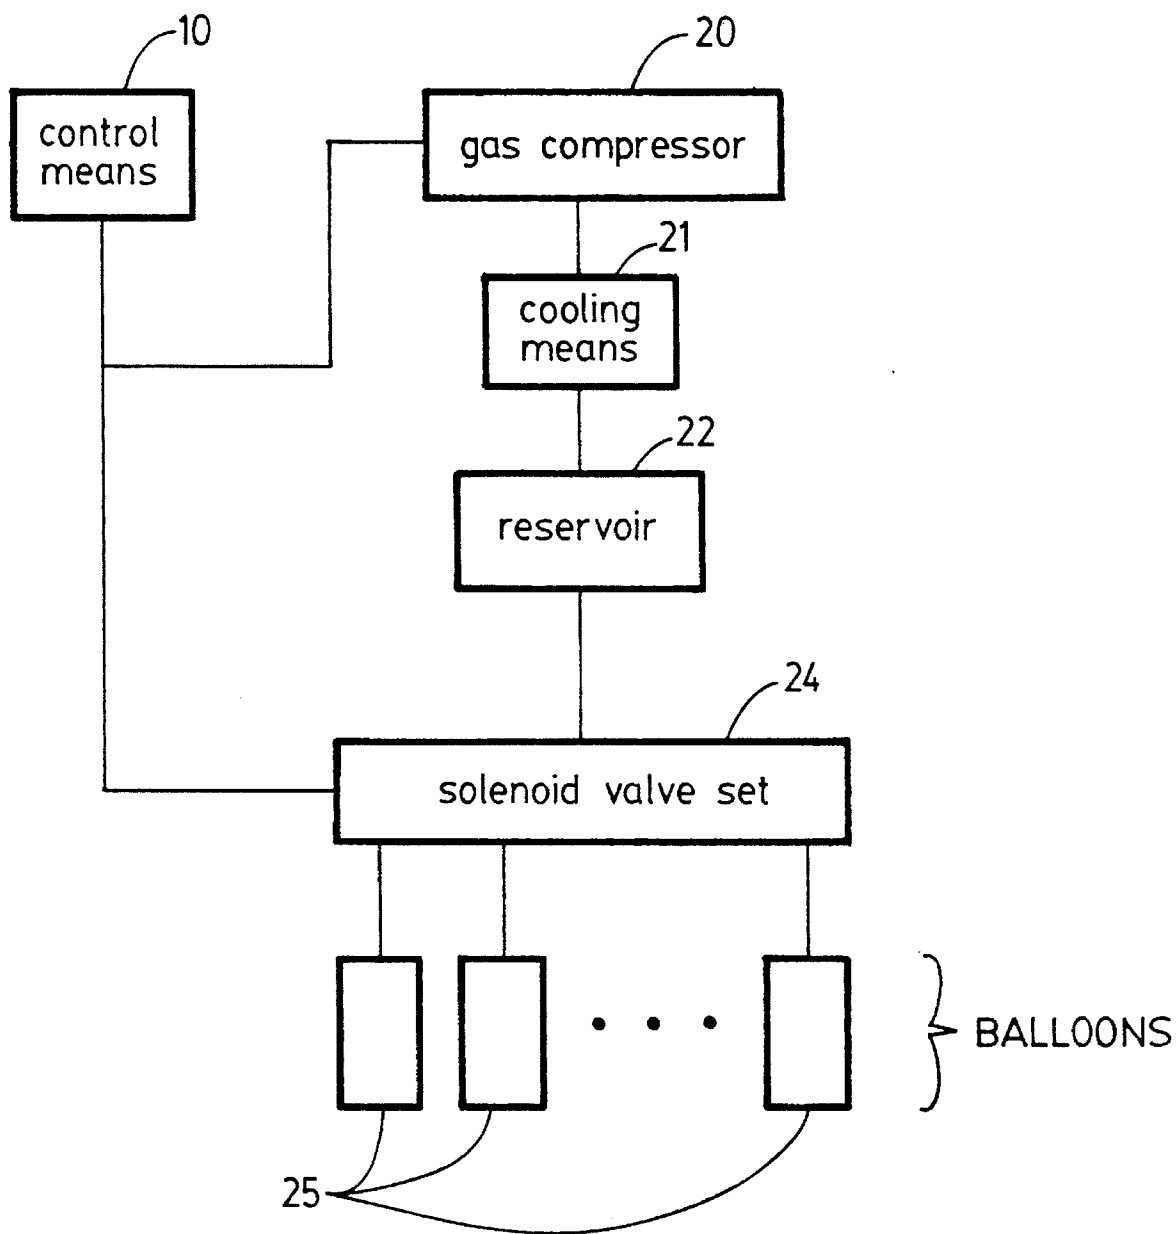 10
20
control
means
gas compressor
21
cooling
means
22
reservoir
24
solenoid valve set
BALLOONS
25